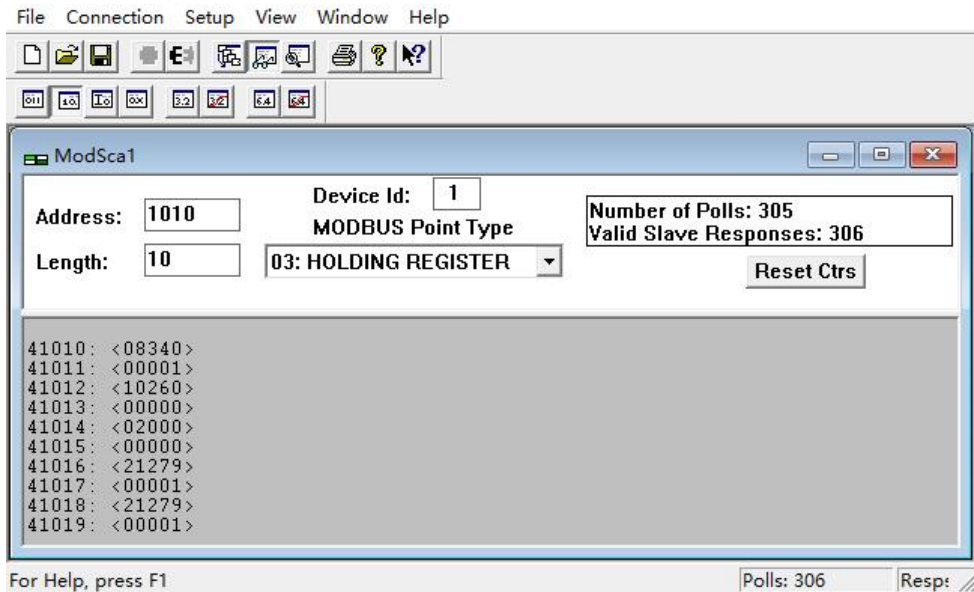 File Connection Setup View Window Help
ModSca1
Device Id: 1
Address: 1010
MODBUS Point Type
Number of Polls: 305
Valid Slave Responses: 306
Length: 10
03: HOLDING REGISTER
Reset Ctrs
41010: <08340>
41011: <00001>
41012: <10260>
41013: <00000>
41014: <02000>
41015: <00000>
41016: <21279>
41017: <00001>
41018: <21279>
41019: <00001>
For Help, press F1
Polls: 306